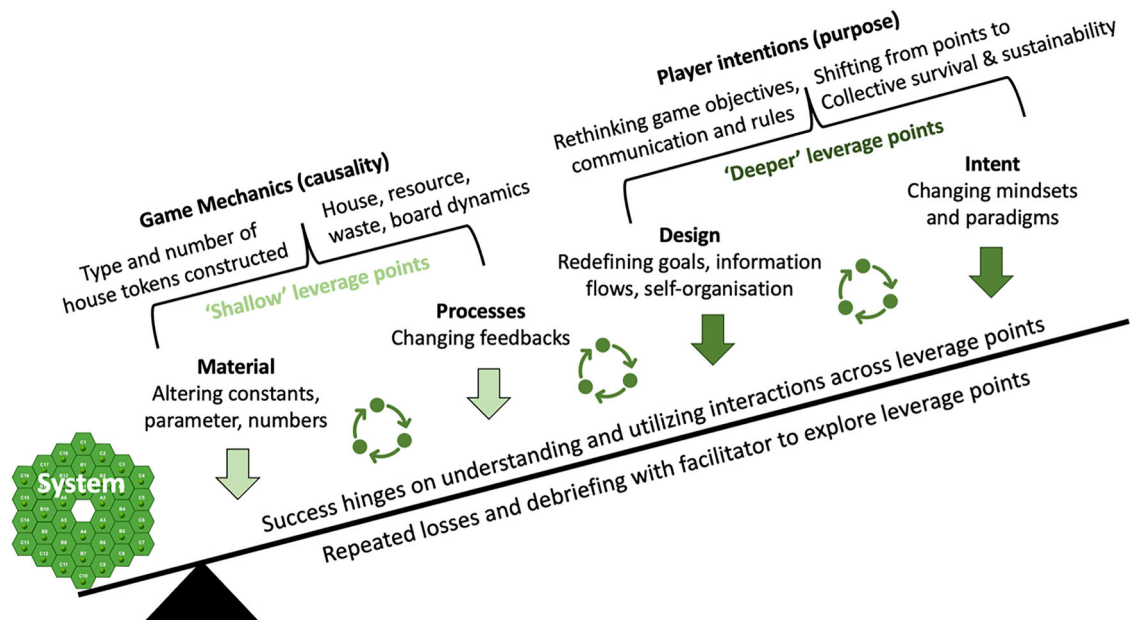 Player intentions (purpose)
Rethinking game objectives,
communication and rules
Shifting from points to
Collective survival & sustainability
'Deeper' leverage points
Game Mechanics (causality)
Type and number of
house tokens constructed
House, resource,
waste, board dynamics
'Shallow' leverage points
Intent
Changing mindsets
and paradigms
Design
Redefining goals, information
flows, self-organisation
Processes
Changing feedbacks
Material
Altering constants,
parameter, numbers
System
Success hinges on understanding and utilizing interactions across leverage points
Repeated losses and debriefing with facilitator to explore leverage points